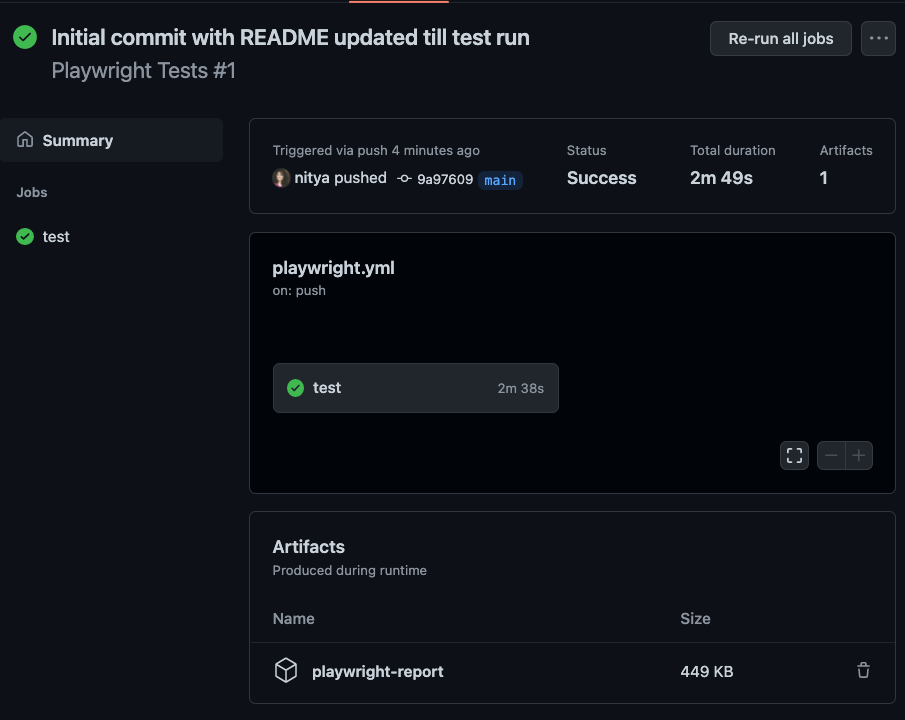 Initial commit with README updated till test run
Re-run all jobs
Playwright Tests #1
Summary
Jobs
test
Triggered via push 4 minutes ago
nitya pushed 9a97609 main
Status
Success
Total duration
2m 49s
Artifacts
1
playwright.yml
on: push
test 2m 38s
Artifacts
Produced during runtime
Name Size
playwright-report 449 KB